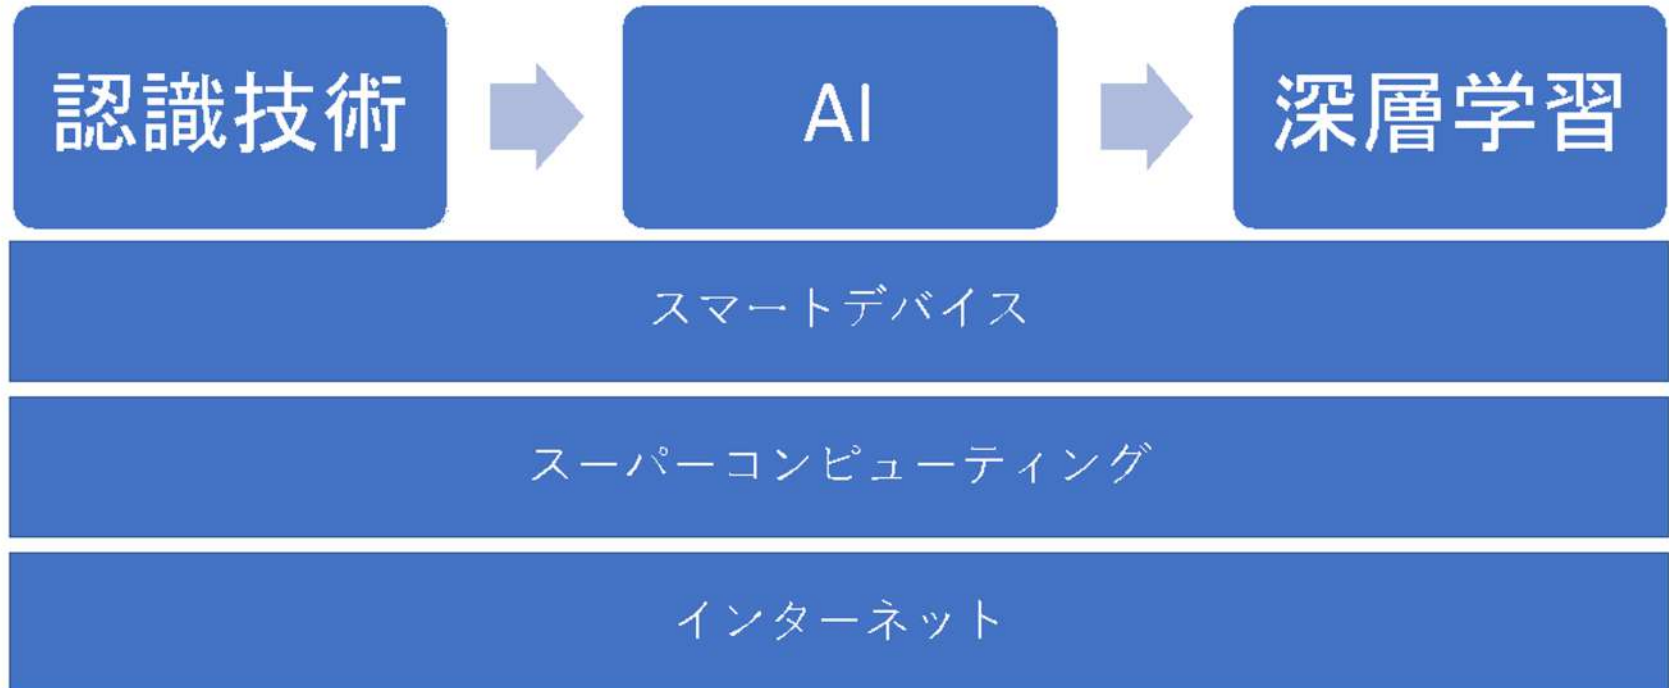 認識技術
AI
深層学習
スマートデバイス
スーパーコンピューティング
インターネット